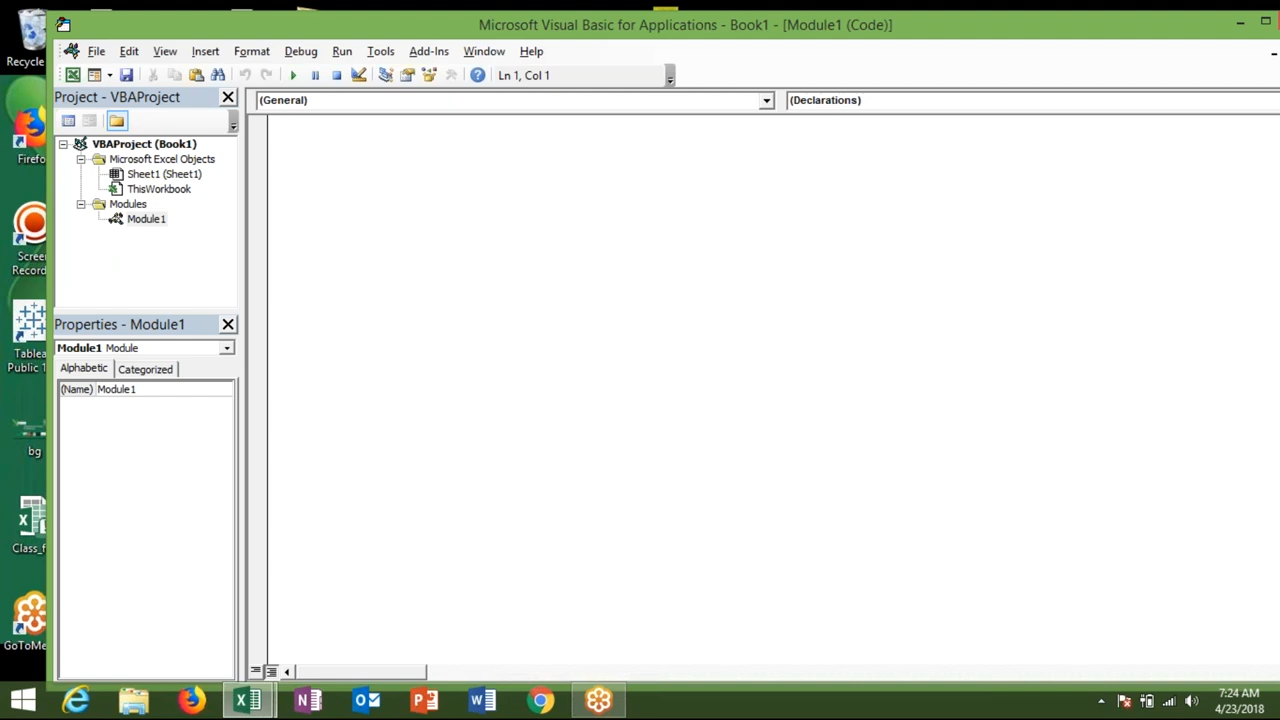 Recycle
Microsoft Visual Basic for Applications - Book1 - [Module1 (Code)]
File Edit View Insert Format Debug Run Tools Add-Ins Window Help
Ln 1, Col 1
Project - VBAProject
(General)
(Declarations)
VBAProject (Book1)
Microsoft Excel Objects
Sheet1 (Sheet1)
ThisWorkbook
Modules
Module1
Firefo
Scree
Record
Properties - Module1
Module1 Module
Alphabetic Categorized
(Name) Module1
Tablea
Public 1
bg
Class_f
GoToMe
7:24 AM
4/23/2018